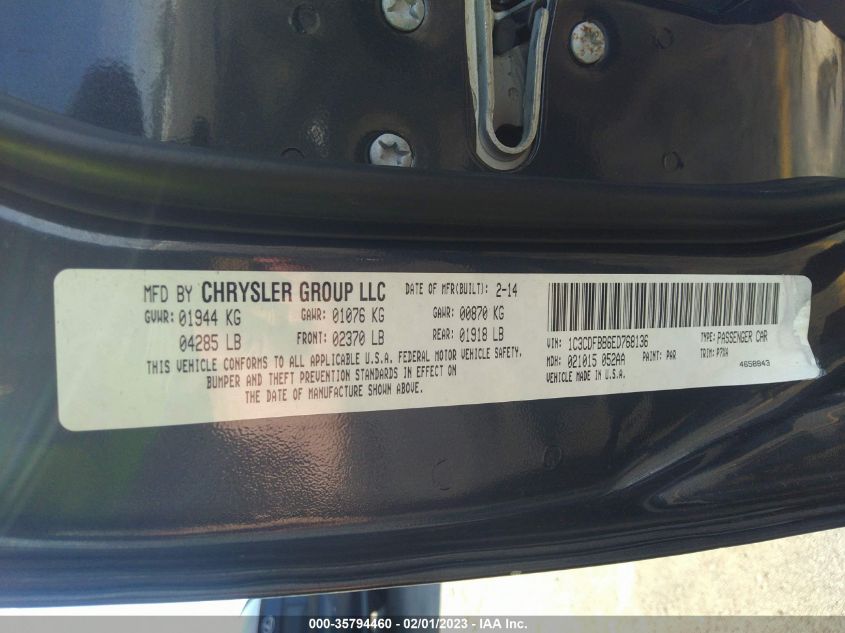 MFD BY CHRYSLER GROUP LLC DATE OF MFR(BUILT): 2-14
GVWR: 01944 KG GAWR: 01076 KG GAWR: 00870 KG
04285 LB FRONT: 02370 LB REAR: 01918 LB
THIS VEHICLE CONFORMS TO ALL APPLICABLE U.S.A. FEDERAL MOTOR VEHICLE SAFETY,
BUMPER AND THEFT PREVENTION STANDARDS IN EFFECT ON
THE DATE OF MANUFACTURE SHOWN ABOVE.
VIN: 1C3CDFBB6ED768136 TYPE: PASSENGER CAR
MDH: 021015 052AA PAINT: PAR TRIM: P7X4
VEHICLE MADE IN U.S.A. 4658843
000-35794460 - 02/01/2023 - IAA Inc.